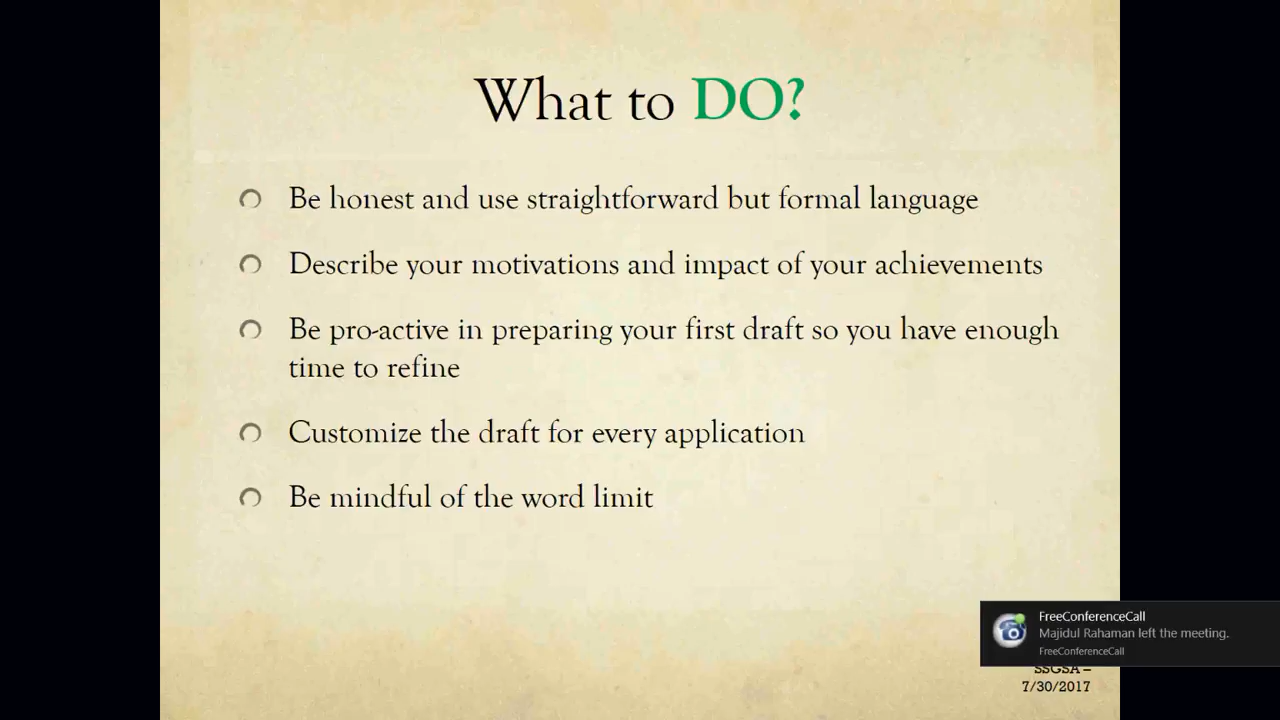 What to DO?
Be honest and use straightforward but formal language
Describe your motivations and impact of your achievements
Be pro-active in preparing your first draft so you have enough
time to refine
Customize the draft for every application
Be mindful of the word limit
FreeConferenceCall
Majidul Rahaman left the meeting.
FreeConferenceCall
SSGSA –
7/30/2017